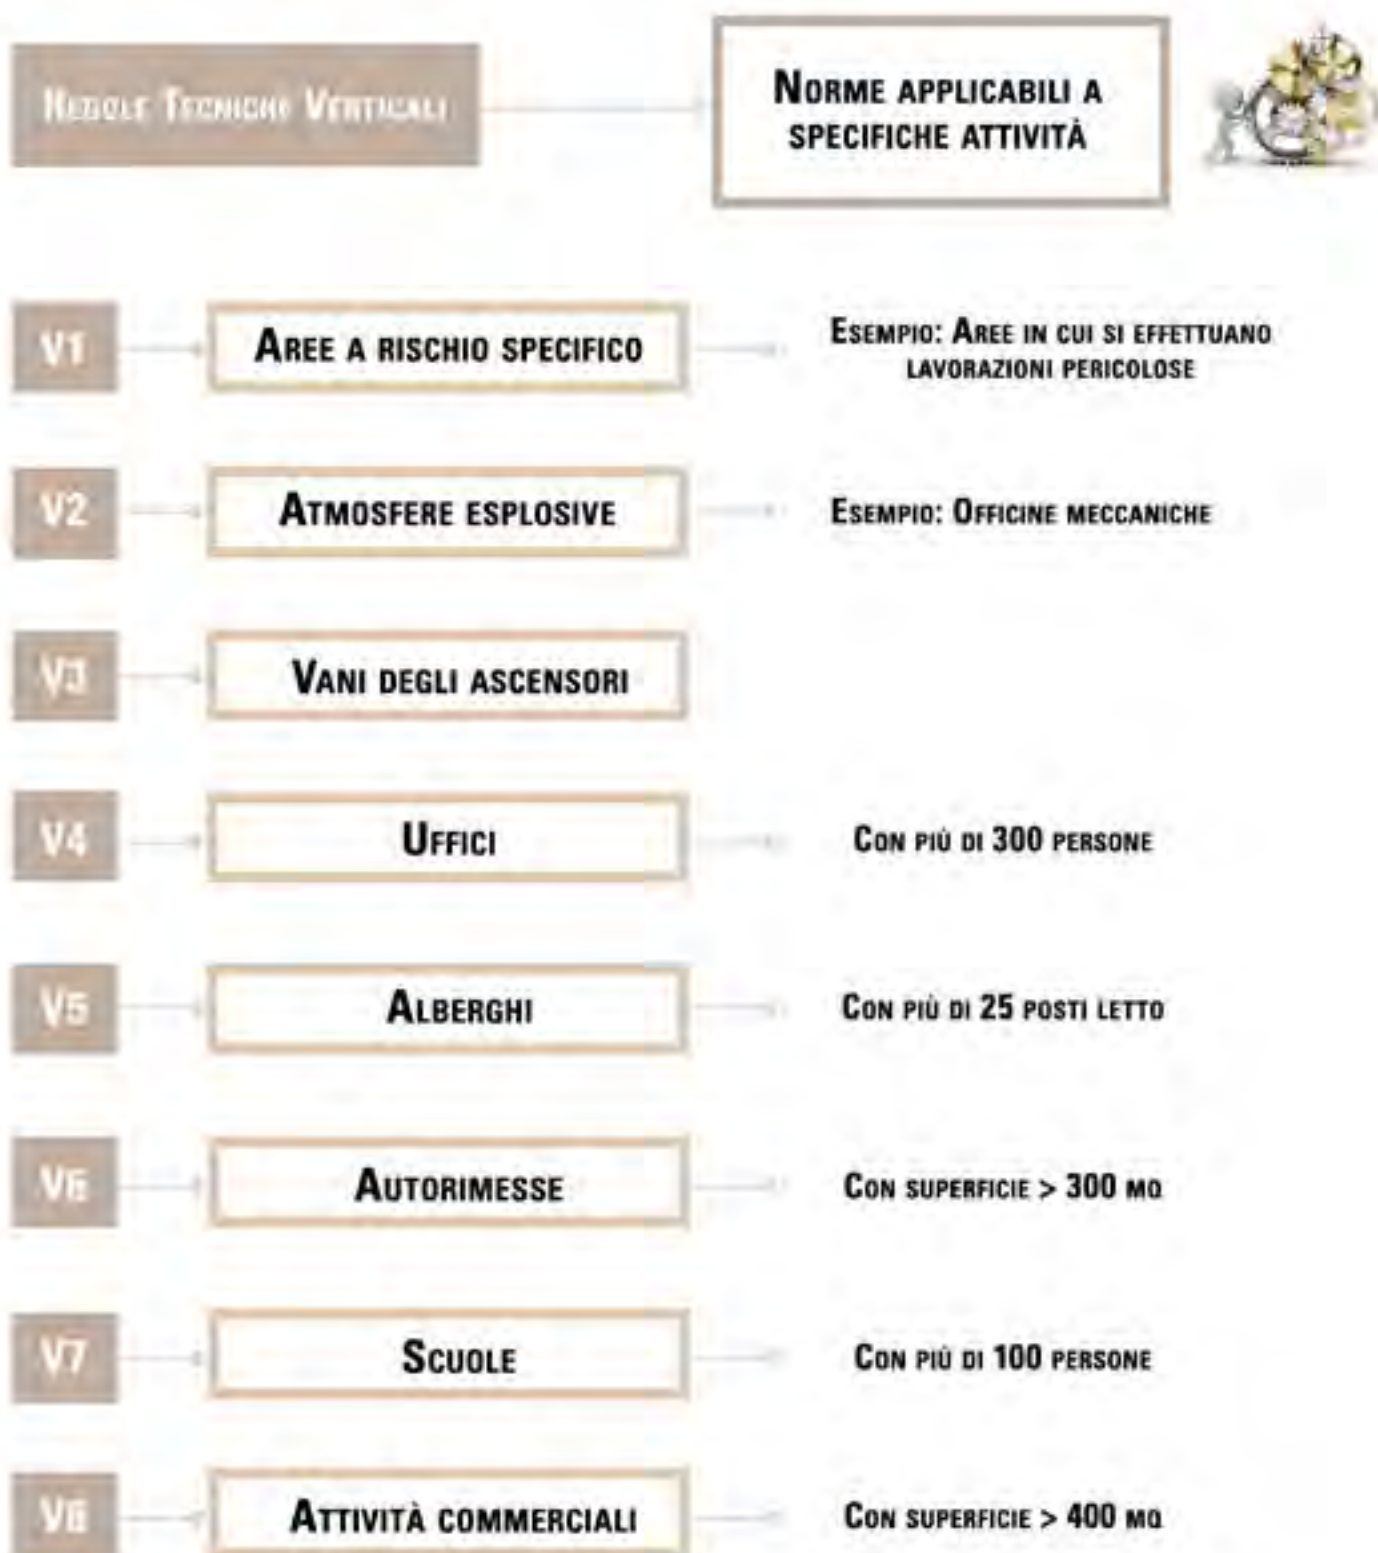 REGOLE TECNICHE VERTICALI
NORME APPLICABILI A
SPECIFICHE ATTIVITÀ
V1
AREE A RISCHIO SPECIFICO
ESEMPIO: AREE IN CUI SI EFFETTUANO
LAVORAZIONI PERICOLOSE
V2
ATMOSFERE ESPLOSIVE
ESEMPIO: OFFICINE MECCANICHE
V3
VANI DEGLI ASCENSORI
V4
UFFICI
CON PIÙ DI 300 PERSONE
V5
ALBERGHI
CON PIÙ DI 25 POSTI LETTO
V6
AUTORIMESSE
CON SUPERFICIE > 300 MQ
V7
SCUOLE
CON PIÙ DI 100 PERSONE
V8
ATTIVITÀ COMMERCIALI
CON SUPERFICIE > 400 MQ